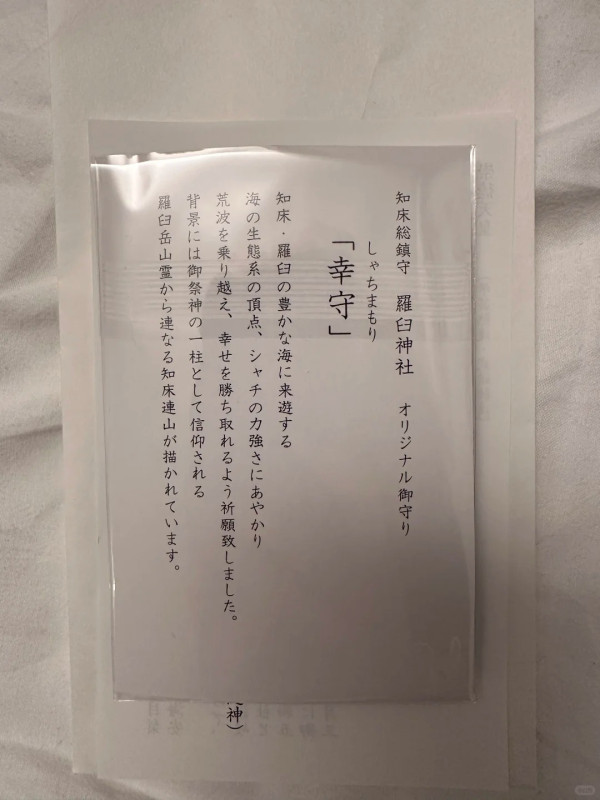 知床総鎮守 羅臼神社 オリジナル御守り
しゃちまもり
「幸守」
知床・羅臼の豊かな海に来遊する
海の生態系の頂点、シャチの力強さにあやかり
荒波を乗り越え、幸せを勝ち取れるよう祈願致しました。
背景には御祭神の一柱として信仰される
羅臼岳山霊から連なる知床連山が描かれています。
神）